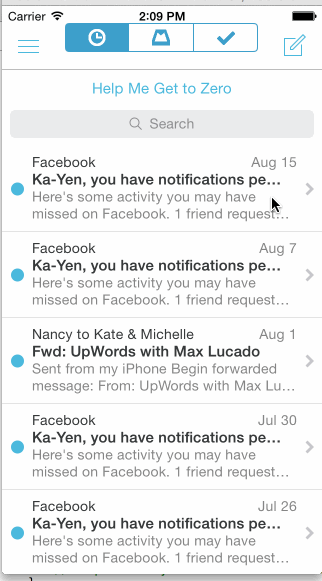 Carrier 2:09 PM
Help Me Get to Zero
Search
Facebook Aug 15
Ka-Yen, you have notifications pe...
Here's some activity you may have
missed on Facebook. 1 friend request...
Facebook Aug 7
Ka-Yen, you have notifications pe...
Here's some activity you may have
missed on Facebook. 1 friend request...
Nancy to Kate & Michelle Aug 1
Fwd: UpWords with Max Lucado
Sent from my iPhone Begin forwarded
message: From: UpWords with Max Lu...
Facebook Jul 30
Ka-Yen, you have notifications pe...
Here's some activity you may have
missed on Facebook. 1 friend request...
Facebook Jul 26
Ka-Yen, you have notifications pe...
Here's some activity you may have
missed on Facebook. 1 friend request...